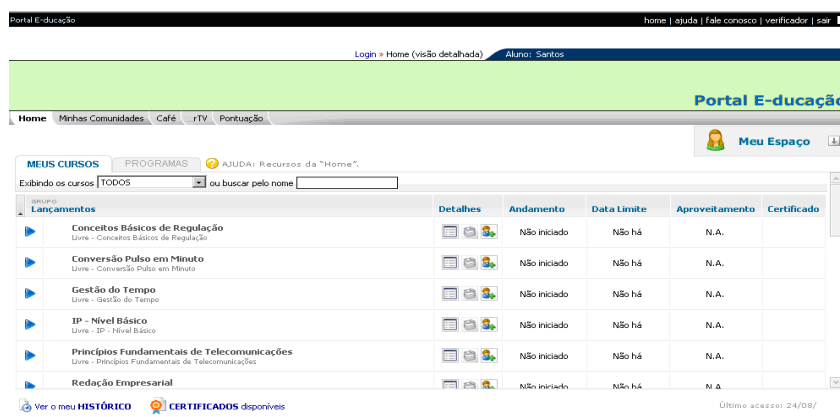 Portal E-ducação
home | ajuda | fale conosco | verificador | sair
Login » Home (visão detalhada) Aluno: Santos
Portal E-ducação
Home Minhas Comunidades Café rTV Pontuação
Meu Espaço
MEUS CURSOS PROGRAMAS AJUDA: Recursos da "Home".
Exibindo os cursos TODOS ou buscar pelo nome
GRUPO
Lançamentos Detalhes Andamento Data Limite Aproveitamento Certificado
Conceitos Básicos de Regulação
Livre - Conceitos Básicos de Regulação
Não iniciado Não há N.A.
Conversão Pulso em Minuto
Livre - Conversão Pulso em Minuto
Não iniciado Não há N.A.
Gestão do Tempo
Livre - Gestão do Tempo
Não iniciado Não há N.A.
IP - Nível Básico
Livre - IP - Nível Básico
Não iniciado Não há N.A.
Princípios Fundamentais de Telecomunicações
Livre - Princípios Fundamentais de Telecomunicações
Não iniciado Não há N.A.
Redação Empresarial
Não iniciado Não há N.A.
Ver o meu HISTÓRICO CERTIFICADOS disponíveis
Último acesso: 24/08/